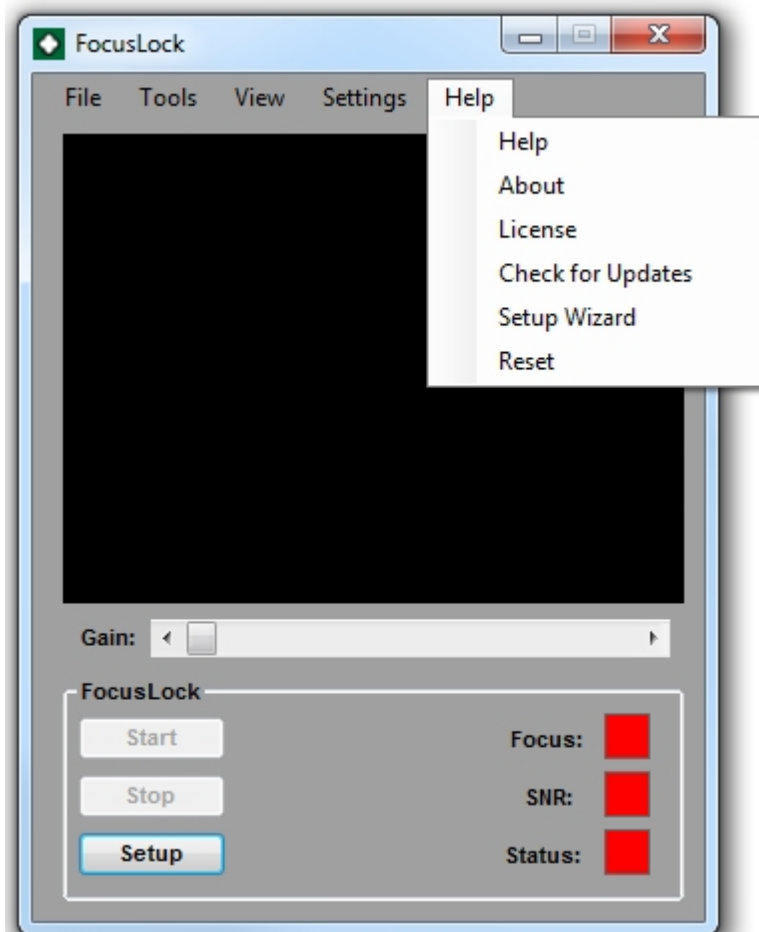 FocusLock
File Tools View Settings Help
Help
About
License
Check for Updates
Setup Wizard
Reset
Gain:
FocusLock
Start
Focus:
Stop
SNR:
Setup
Status: